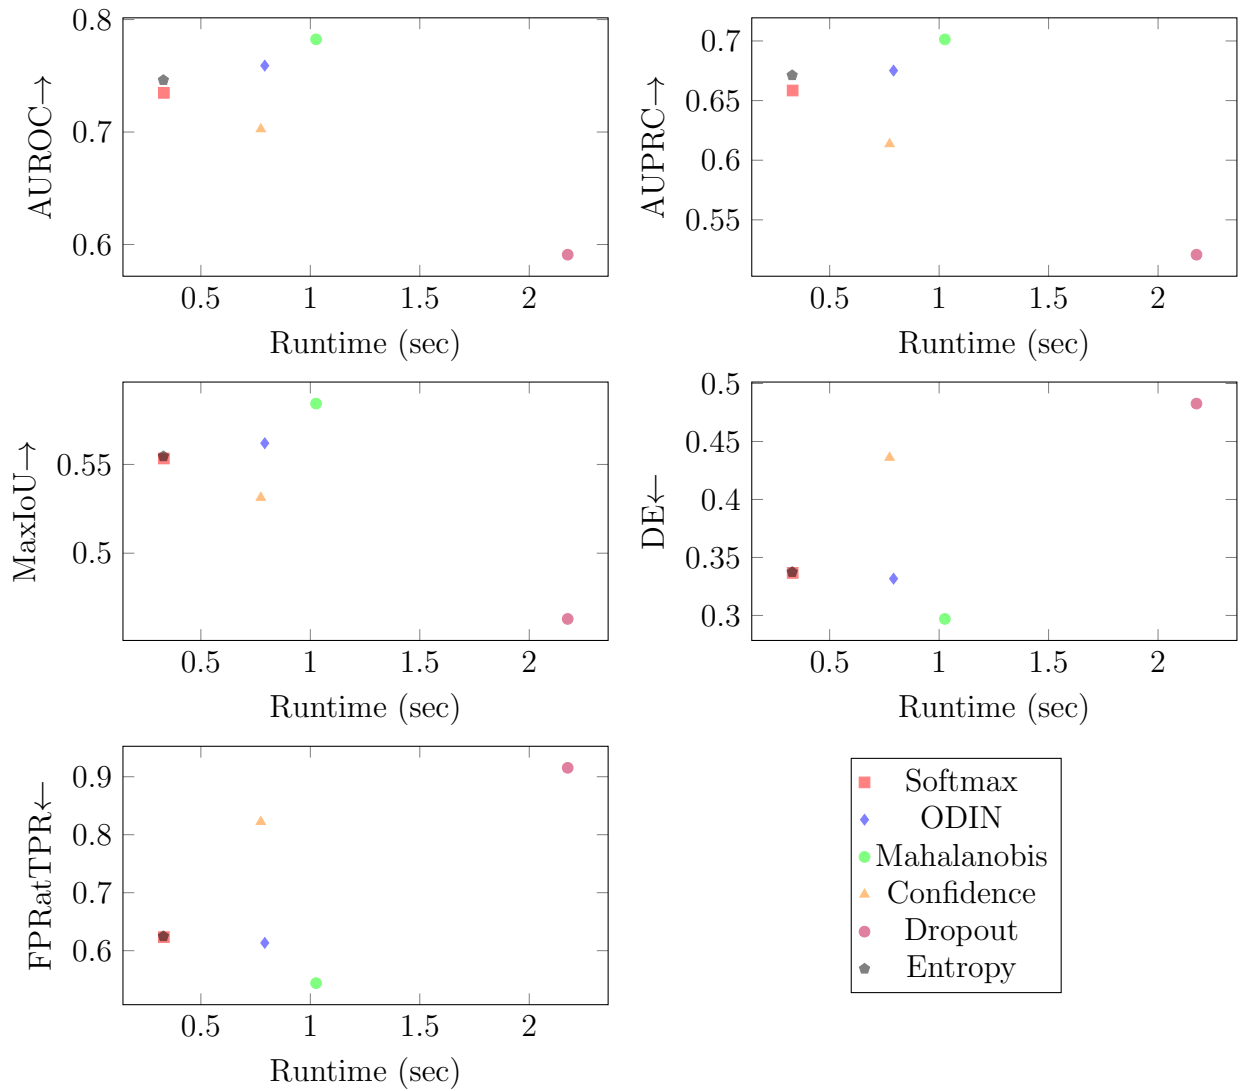 0.8
0.7
0.6
AUROC→
0.5 1 1.5 2
Runtime (sec)
0.7
0.65
0.6
0.55
AUPRC→
0.5 1 1.5 2
Runtime (sec)
0.55
0.5
MaxIoU→
0.5 1 1.5 2
Runtime (sec)
0.5
0.45
0.4
0.35
0.3
DE←
0.5 1 1.5 2
Runtime (sec)
0.9
0.8
0.7
0.6
FPRatTPR←
0.5 1 1.5 2
Runtime (sec)
Softmax
ODIN
Mahalanobis
Confidence
Dropout
Entropy